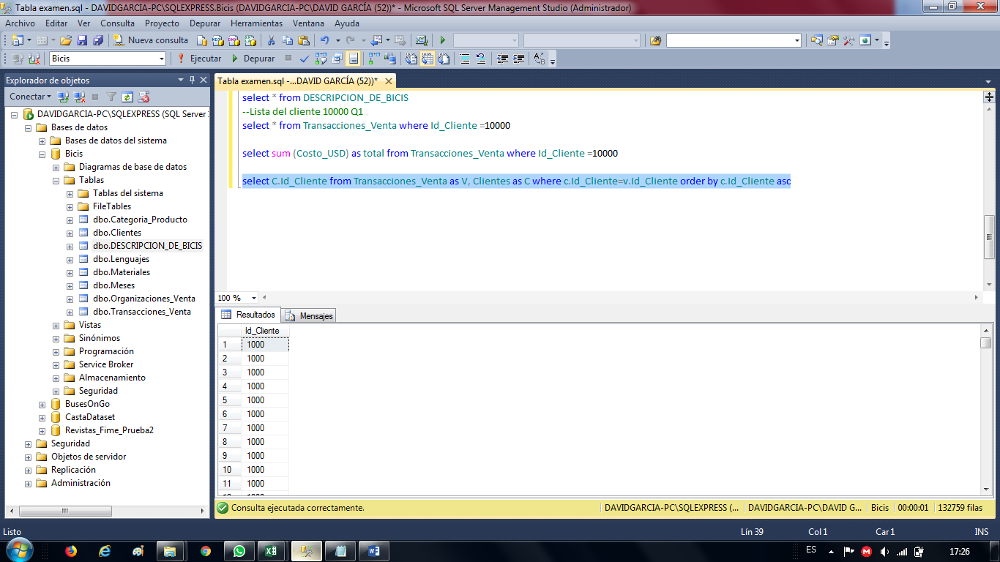 Tabla examen.sql - DAVIDGARCIA-PC\SQLEXPRESS.Bicis (DAVIDGARCIA-PC\DAVID GARCÍA (52))* - Microsoft SQL Server Management Studio (Administrador)
Archivo Editar Ver Consulta Proyecto Depurar Herramientas Ventana Ayuda
Nueva consulta
Bicis Ejecutar Depurar
Explorador de objetos
Conectar
DAVIDGARCIA-PC\SQLEXPRESS (SQL Server
Bases de datos
Bases de datos del sistema
Bicis
Diagramas de base de datos
Tablas
Tablas del sistema
FileTables
dbo.Categoria_Producto
dbo.Clientes
dbo.DESCRIPCION_DE_BICIS
dbo.Lenguajes
dbo.Materiales
dbo.Meses
dbo.Organizaciones_Venta
dbo.Transacciones_Venta
Vistas
Sinónimos
Programación
Service Broker
Almacenamiento
Seguridad
BusesOnGo
CastaDataset
Revistas_Fime_Prueba2
Seguridad
Objetos de servidor
Replicación
Administración
Tabla examen.sql -...DAVID GARCÍA (52))*
select * from DESCRIPCION_DE_BICIS
--Lista del cliente 10000 Q1
select * from Transacciones_Venta where Id_Cliente =10000
select sum (Costo_USD) as total from Transacciones_Venta where Id_Cliente =10000
select C.Id_Cliente from Transacciones_Venta as V, Clientes as C where c.Id_Cliente=v.Id_Cliente order by c.Id_Cliente asc
100 %
Resultados Mensajes
Id_Cliente
1 1000
2 1000
3 1000
4 1000
5 1000
6 1000
7 1000
8 1000
9 1000
10 1000
11 1000
Consulta ejecutada correctamente. DAVIDGARCIA-PC\SQLEXPRESS (... DAVIDGARCIA-PC\DAVID G... Bicis 00:00:01 132759 filas
Listo Lín 39 Col 1 Car 1 INS
ES 17:26